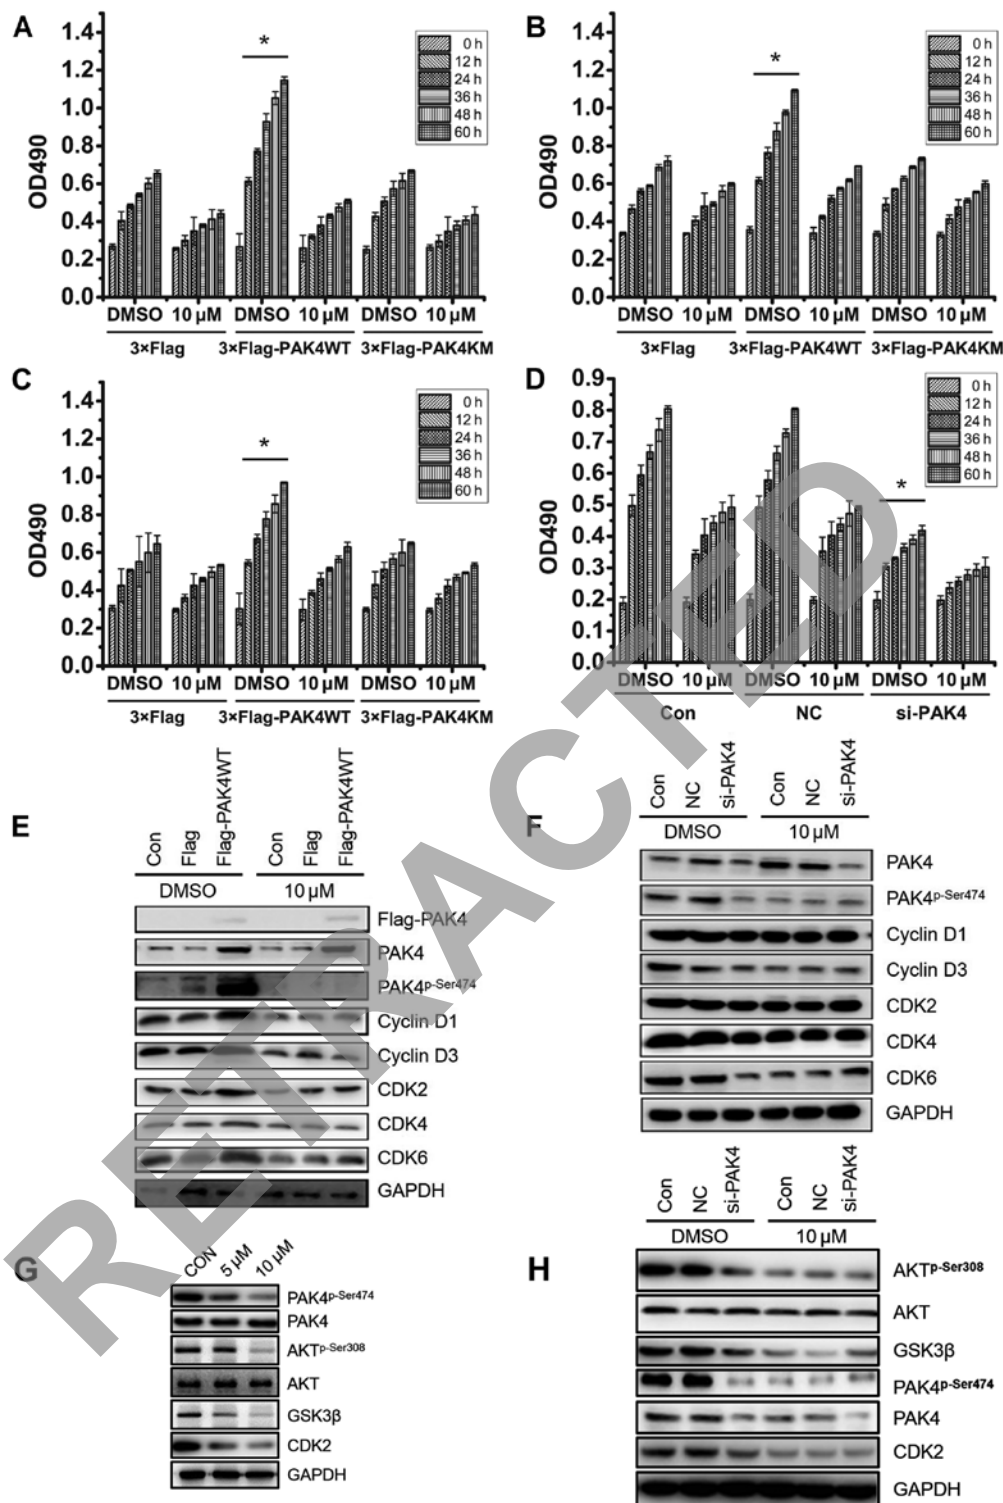 A
1.4
1.2
1.0
0.8
0.6
0.4
0.2
0.0
OD490
*
0 h
12 h
24 h
36 h
48 h
60 h
DMSO 10 µM DMSO 10 µM DMSO 10 µM
3×Flag 3×Flag-PAK4WT 3×Flag-PAK4KM
B
1.4
1.2
1.0
0.8
0.6
0.4
0.2
0.0
OD490
*
0 h
12 h
24 h
36 h
48 h
60 h
DMSO 10 µM DMSO 10 µM DMSO 10 µM
3×Flag 3×Flag-PAK4WT 3×Flag-PAK4KM
C
1.4
1.2
1.0
0.8
0.6
0.4
0.2
0.0
OD490
*
0 h
12 h
24 h
36 h
48 h
60 h
DMSO 10 µM DMSO 10 µM DMSO 10 µM
3×Flag 3×Flag-PAK4WT 3×Flag-PAK4KM
D
0.9
0.8
0.7
0.6
0.5
0.4
0.3
0.2
0.1
0.0
OD490
*
0 h
12 h
24 h
36 h
48 h
60 h
DMSO 10 µM DMSO 10 µM DMSO 10 µM
Con NC si-PAK4
E
Con Flag Flag-PAK4WT Con Flag Flag-PAK4WT
DMSO 10 µM
Flag-PAK4
PAK4
PAK4p-Ser474
Cyclin D1
Cyclin D3
CDK2
CDK4
CDK6
GAPDH
F
Con NC si-PAK4 Con NC si-PAK4
DMSO 10 µM
PAK4
PAK4p-Ser474
Cyclin D1
Cyclin D3
CDK2
CDK4
CDK6
GAPDH
G
CON 5 µM 10 µM
PAK4p-Ser474
PAK4
AKTp-Ser308
AKT
GSK3β
CDK2
GAPDH
H
Con NC si-PAK4 Con NC si-PAK4
DMSO 10 µM
AKTp-Ser308
AKT
GSK3β
PAK4p-Ser474
PAK4
CDK2
GAPDH
RETRACTED